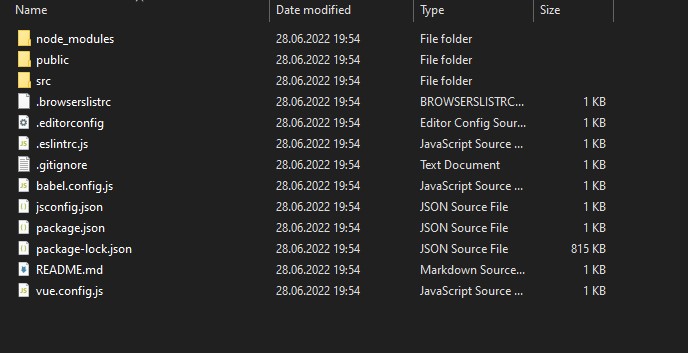 Name Date modified Type Size
node_modules 28.06.2022 19:54 File folder
public 28.06.2022 19:54 File folder
src 28.06.2022 19:54 File folder
.browserslistrc 28.06.2022 19:54 BROWSERSLISTRC... 1 KB
.editorconfig 28.06.2022 19:54 Editor Config Sour... 1 KB
.eslintrc.js 28.06.2022 19:54 JavaScript Source ... 1 KB
.gitignore 28.06.2022 19:54 Text Document 1 KB
babel.config.js 28.06.2022 19:54 JavaScript Source ... 1 KB
jsconfig.json 28.06.2022 19:54 JSON Source File 1 KB
package.json 28.06.2022 19:54 JSON Source File 1 KB
package-lock.json 28.06.2022 19:54 JSON Source File 815 KB
README.md 28.06.2022 19:54 Markdown Source... 1 KB
vue.config.js 28.06.2022 19:54 JavaScript Source ... 1 KB